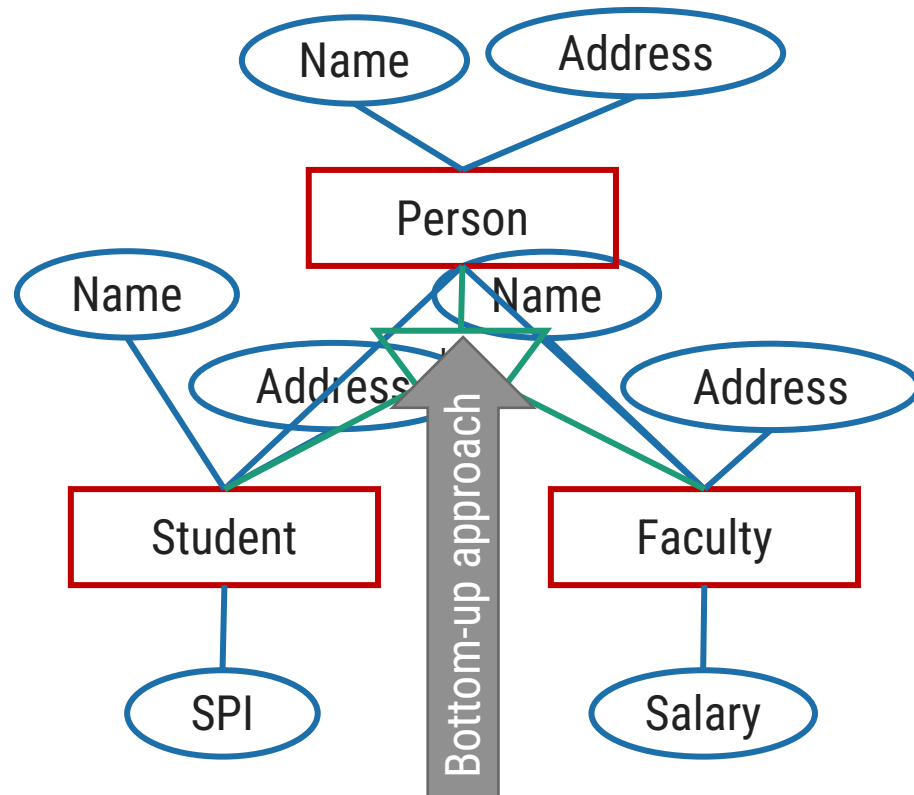 Name
Address
Person
Name
Name
Address
Address
Student
Faculty
SPI
Salary
Bottom-up approach